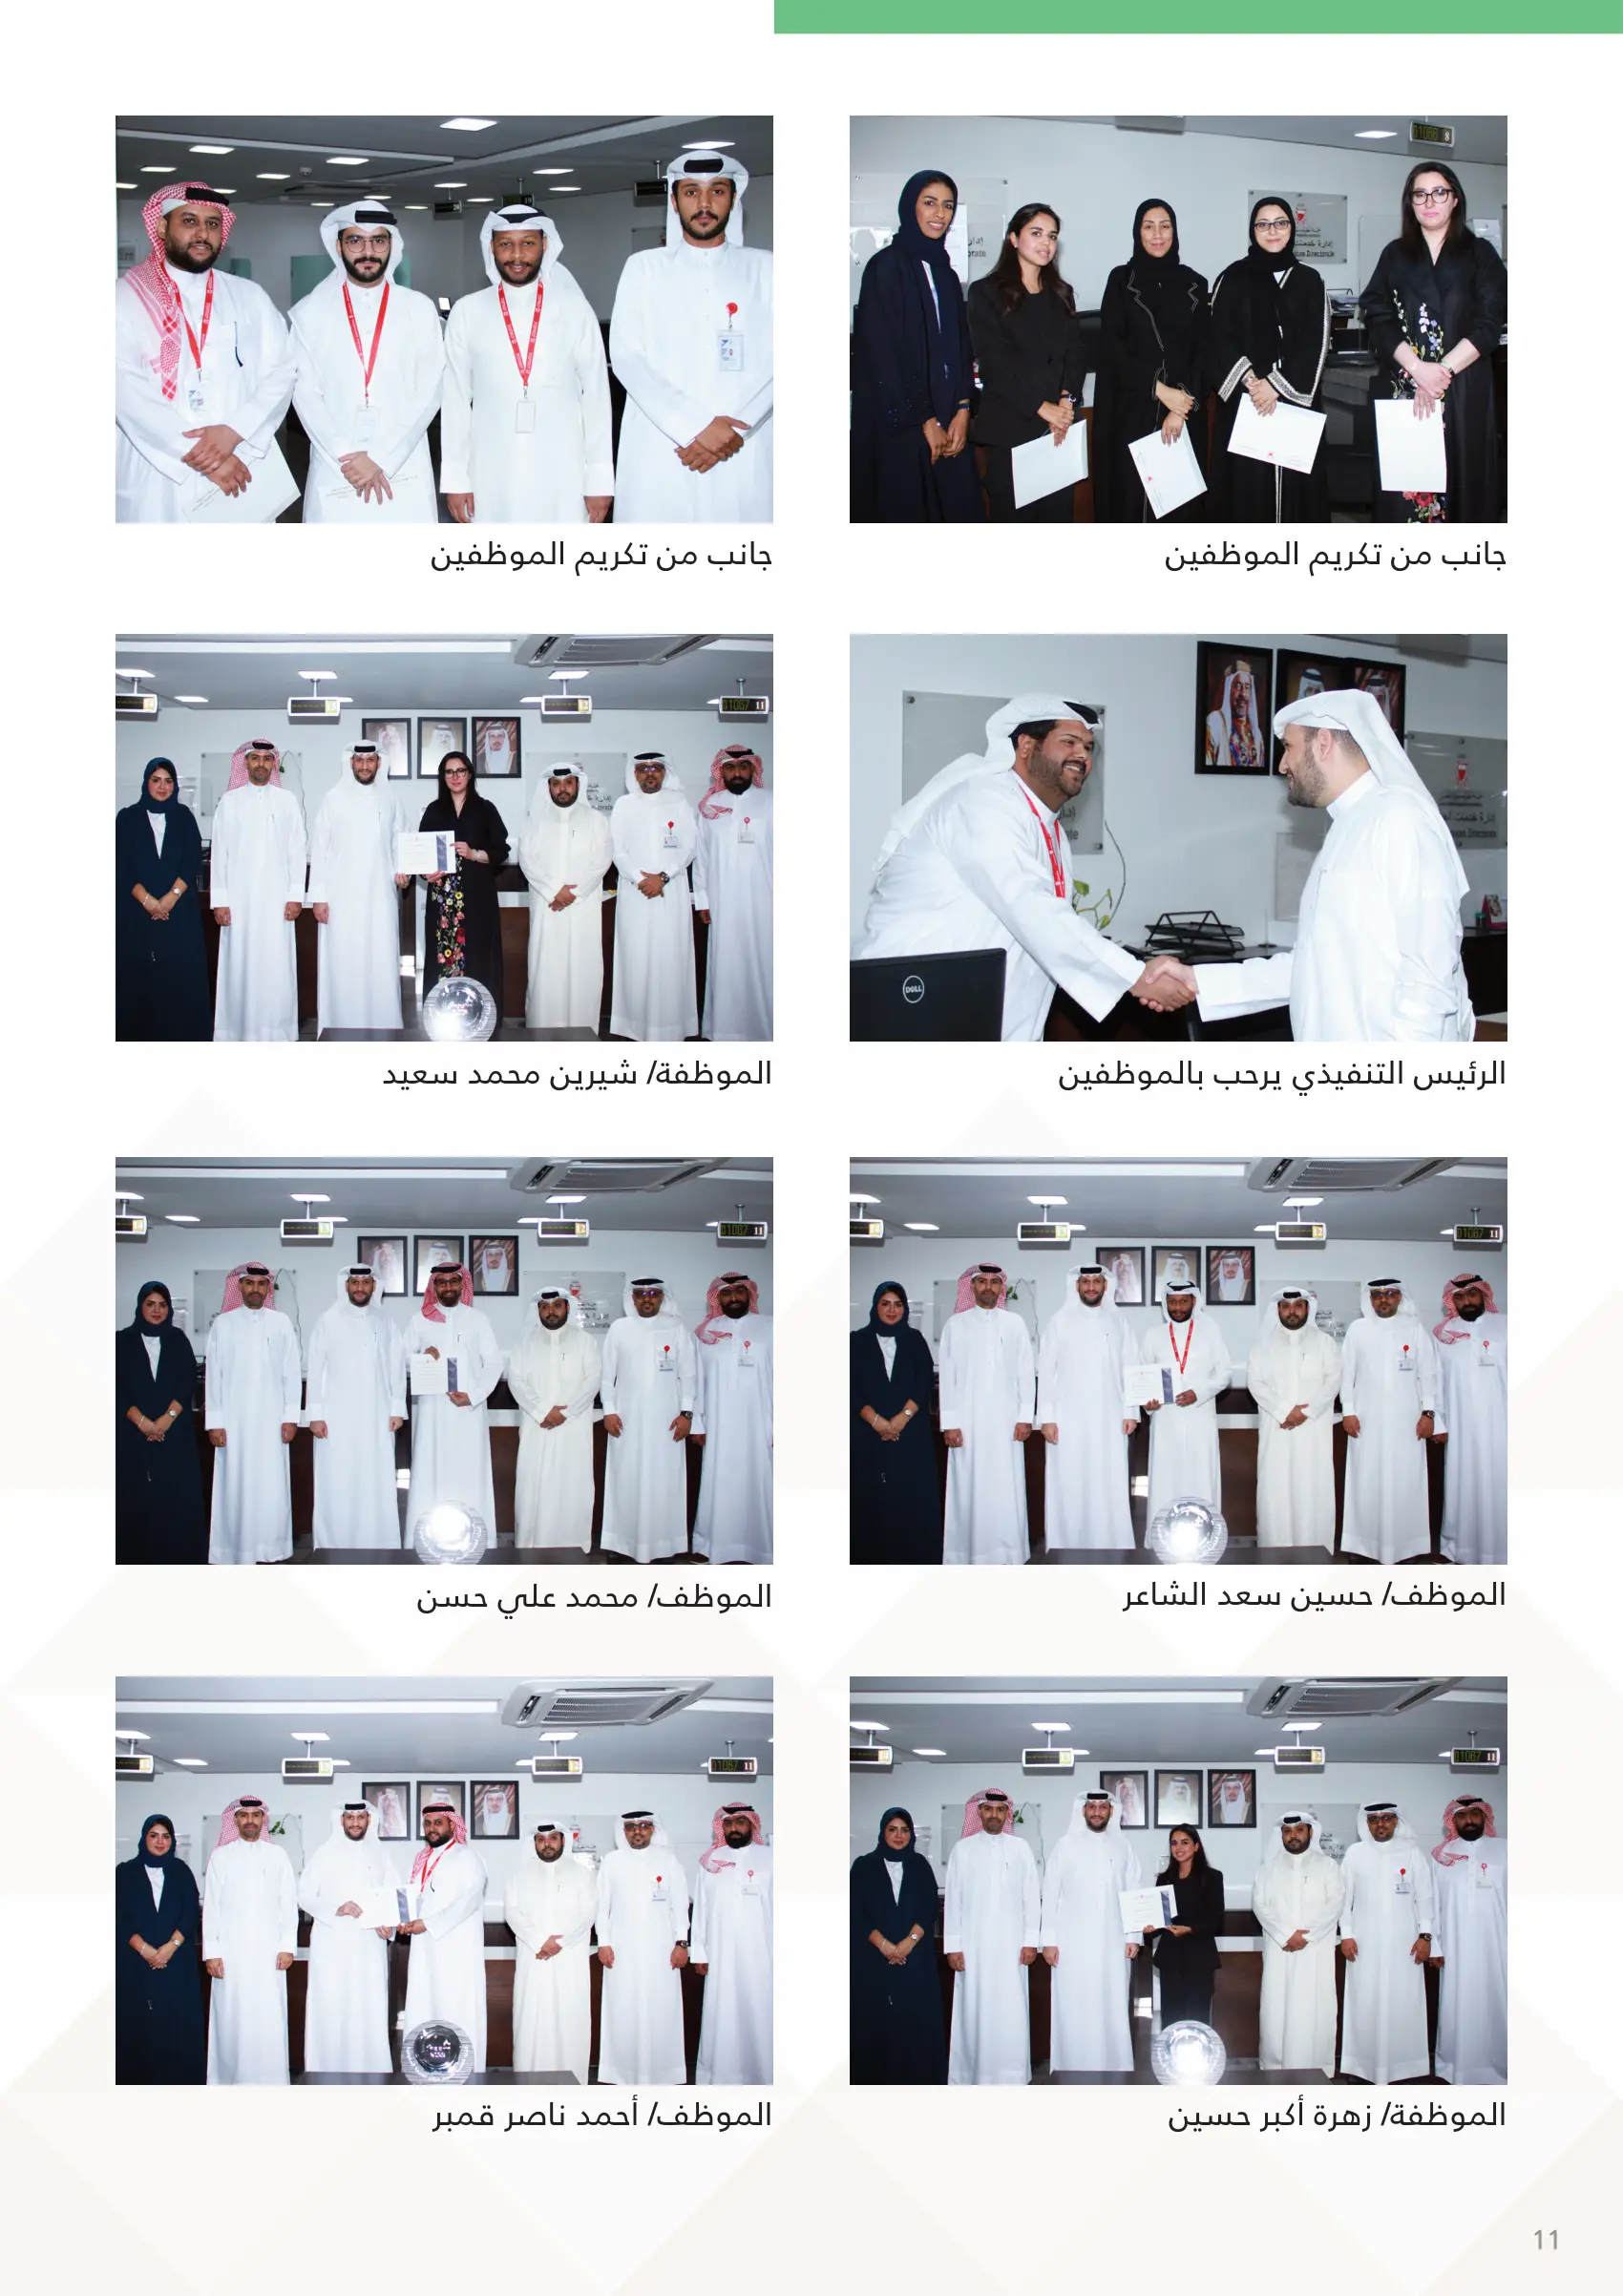 جانب من تكريم الموظفين
جانب من تكريم الموظفين
الرئيس التنفيذي يرحب بالموظفين
الموظفة/ شيرين محمد سعيد
الموظف/ حسين سعد الشاعر
الموظف/ محمد علي حسن
الموظفة/ زهرة أكبر حسين
الموظف/ أحمد ناصر قمبر
DELL
11